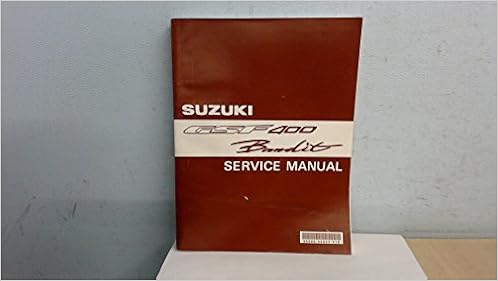 SUZUKI
GSF400
Bandit
SERVICE MANUAL